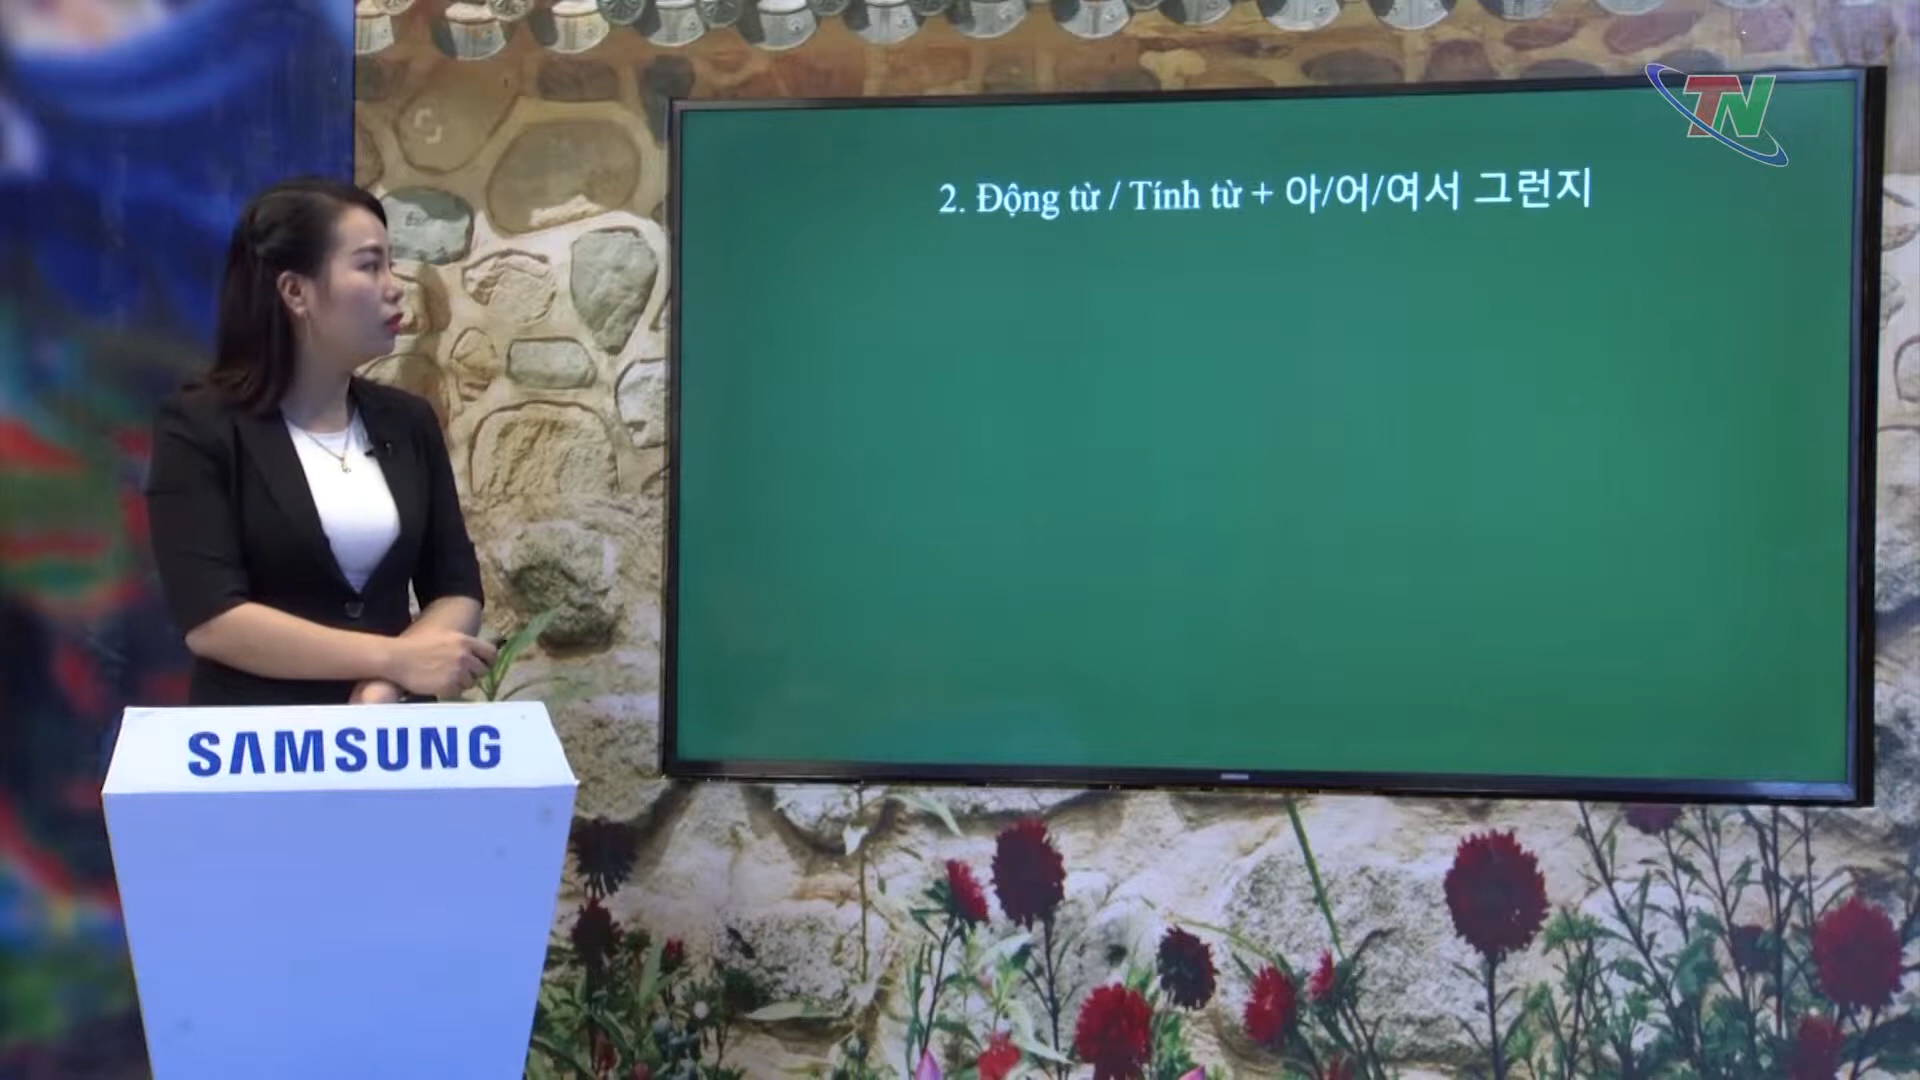 TN
2. Động từ / Tính từ + 아/어/여서 그런지
SAMSUNG